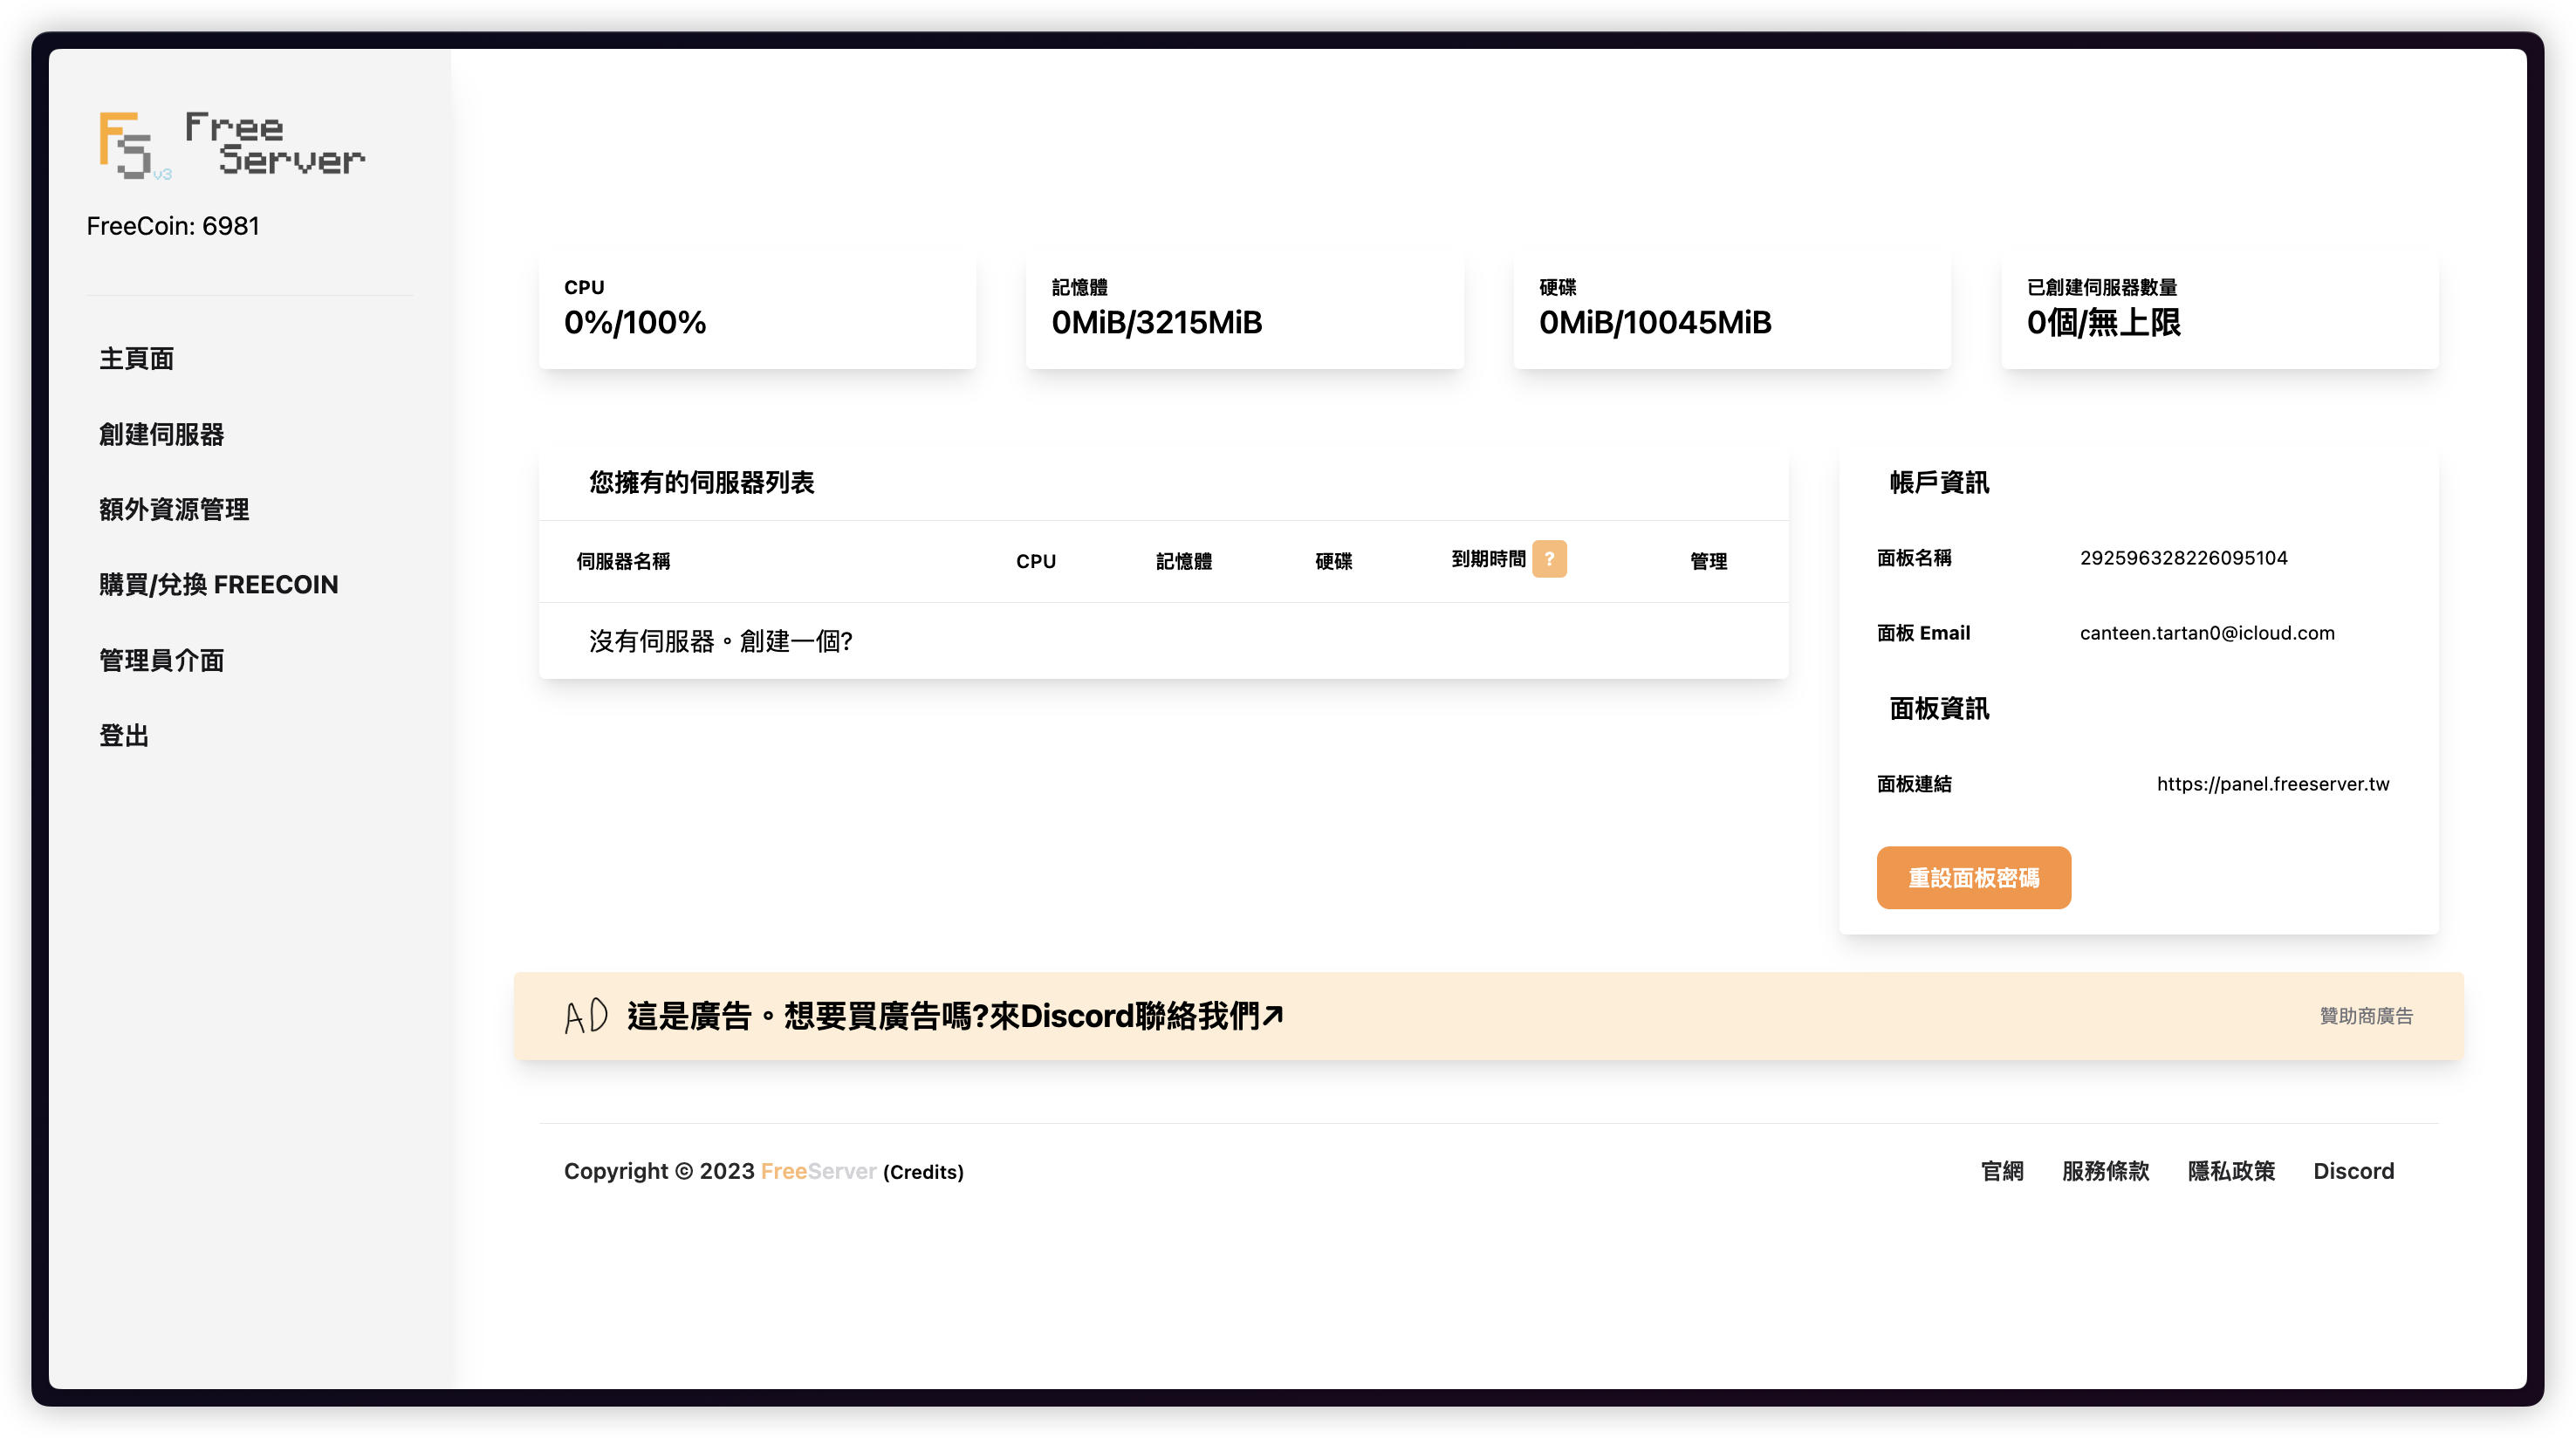 FS v3
Free
Server
FreeCoin: 6981
主頁面
創建伺服器
額外資源管理
購買/兌換 FREECOIN
管理員介面
登出
CPU
0%/100%
記憶體
0MiB/3215MiB
硬碟
0MiB/10045MiB
已創建伺服器數量
0個/無上限
您擁有的伺服器列表
伺服器名稱 CPU 記憶體 硬碟 到期時間 ? 管理
沒有伺服器。創建一個?
帳戶資訊
面板名稱 292596328226095104
面板 Email canteen.tartan0@icloud.com
面板資訊
面板連結 https://panel.freeserver.tw
重設面板密碼
AD 這是廣告。想要買廣告嗎?來Discord聯絡我們↗ 贊助商廣告
Copyright © 2023 FreeServer (Credits) 官網 服務條款 隱私政策 Discord